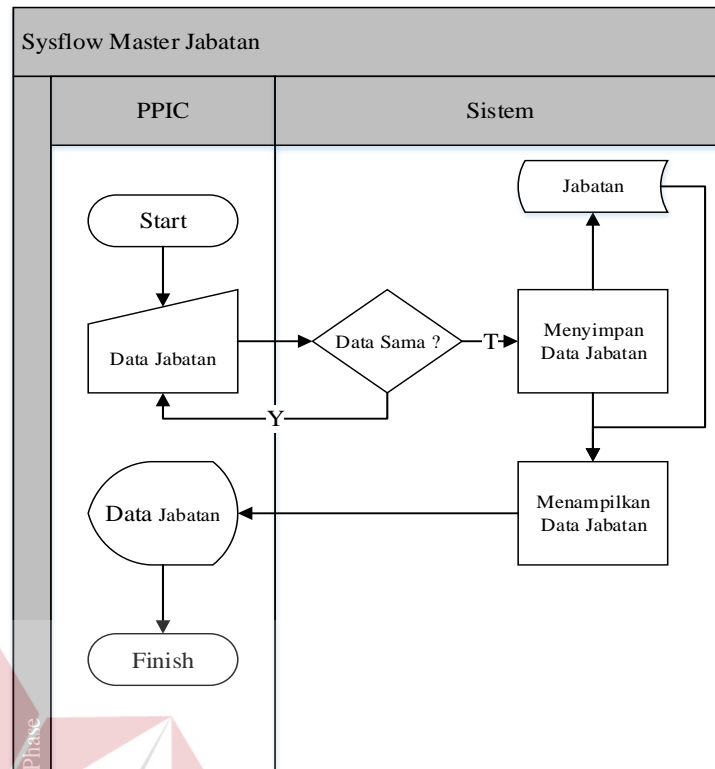 Sysflow Master Jabatan
PPIC
Sistem
Jabatan
Start
Data Jabatan
Data Sama ?
T
Menyimpan
Data Jabatan
Y
Data Jabatan
Menampilkan
Data Jabatan
Finish
Phase